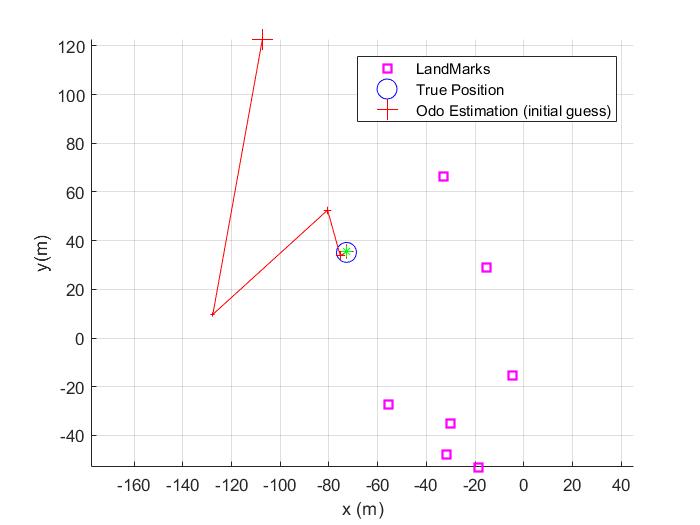 120
100
80
60
40
20
0
-20
-40
y(m)
LandMarks
True Position
Odo Estimation (initial guess)
-160 -140 -120 -100 -80 -60 -40 -20 0 20 40
x (m)